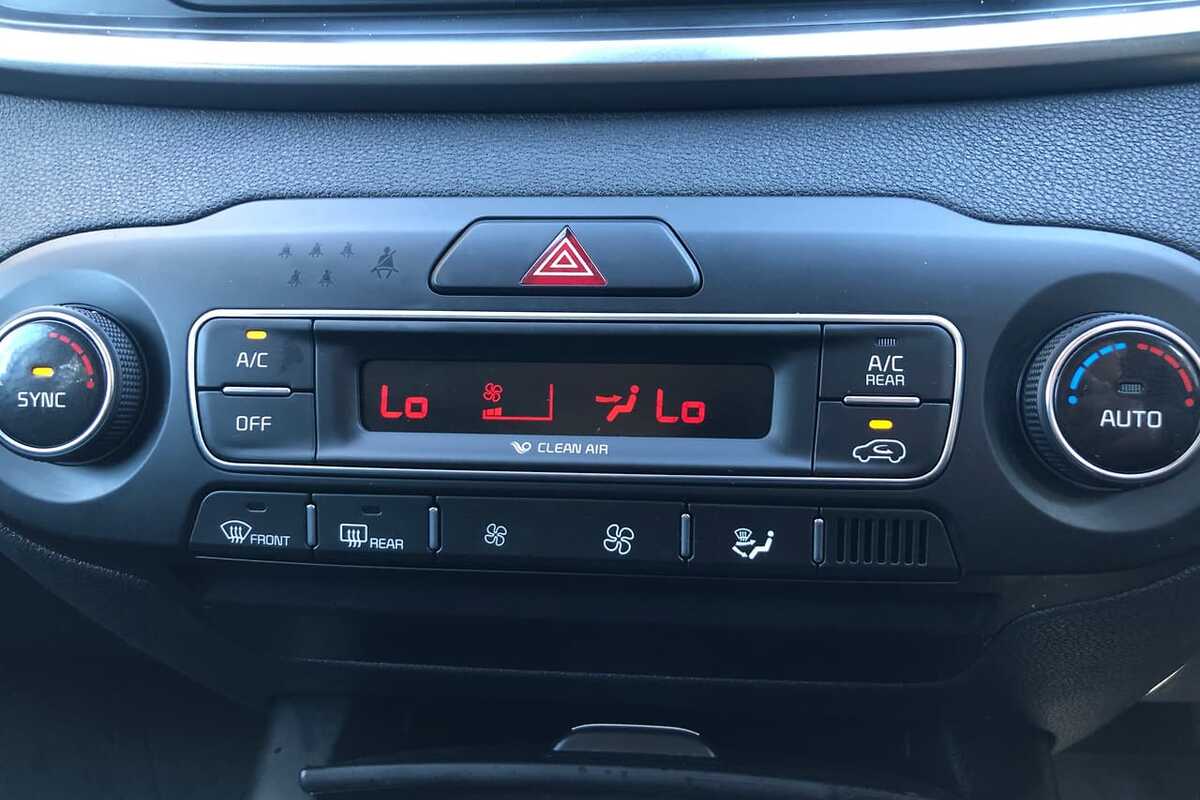 A/C
SYNC
OFF
Lo
Lo
CLEAN AIR
A/C
REAR
AUTO
FRONT
REAR